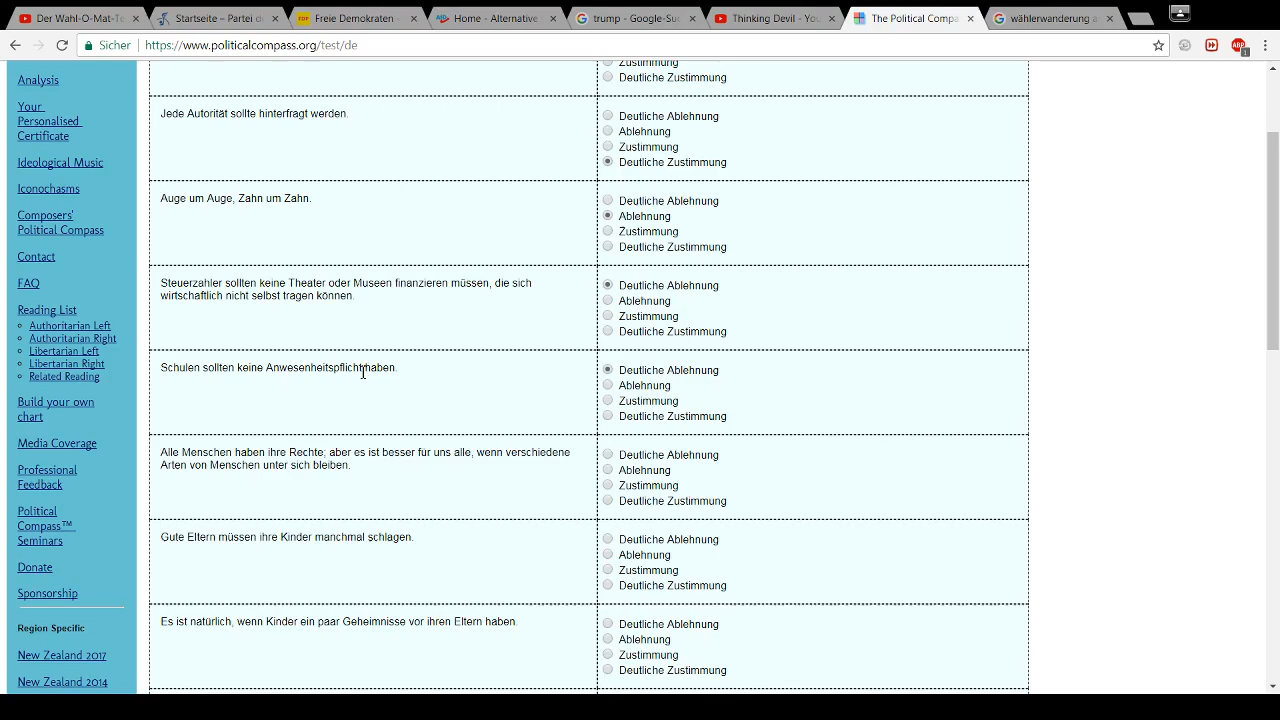 Der Wahl-O-Mat-Te
Startseite – Partei de
Freie Demokraten -
Home - Alternative
trump - Google-Suc
Thinking Devil - You
The Political Compa
wählerwanderung a
Sicher
https://www.politicalcompass.org/test/de
Analysis
Your
Personalised
Certificate
Ideological Music
Iconochasms
Composers'
Political Compass
Contact
FAQ
Reading List
Authoritarian Left
Authoritarian Right
Libertarian Left
Libertarian Right
Related Reading
Build your own
chart
Media Coverage
Professional
Feedback
Political
Compass™
Seminars
Donate
Sponsorship
Region Specific
New Zealand 2017
New Zealand 2014
Zustimmung
Deutliche Zustimmung
Jede Autorität sollte hinterfragt werden.
Deutliche Ablehnung
Ablehnung
Zustimmung
Deutliche Zustimmung
Auge um Auge, Zahn um Zahn.
Deutliche Ablehnung
Ablehnung
Zustimmung
Deutliche Zustimmung
Steuerzahler sollten keine Theater oder Museen finanzieren müssen, die sich
wirtschaftlich nicht selbst tragen können.
Deutliche Ablehnung
Ablehnung
Zustimmung
Deutliche Zustimmung
Schulen sollten keine Anwesenheitspflicht haben.
Deutliche Ablehnung
Ablehnung
Zustimmung
Deutliche Zustimmung
Alle Menschen haben ihre Rechte; aber es ist besser für uns alle, wenn verschiedene
Arten von Menschen unter sich bleiben.
Deutliche Ablehnung
Ablehnung
Zustimmung
Deutliche Zustimmung
Gute Eltern müssen ihre Kinder manchmal schlagen.
Deutliche Ablehnung
Ablehnung
Zustimmung
Deutliche Zustimmung
Es ist natürlich, wenn Kinder ein paar Geheimnisse vor ihren Eltern haben.
Deutliche Ablehnung
Ablehnung
Zustimmung
Deutliche Zustimmung